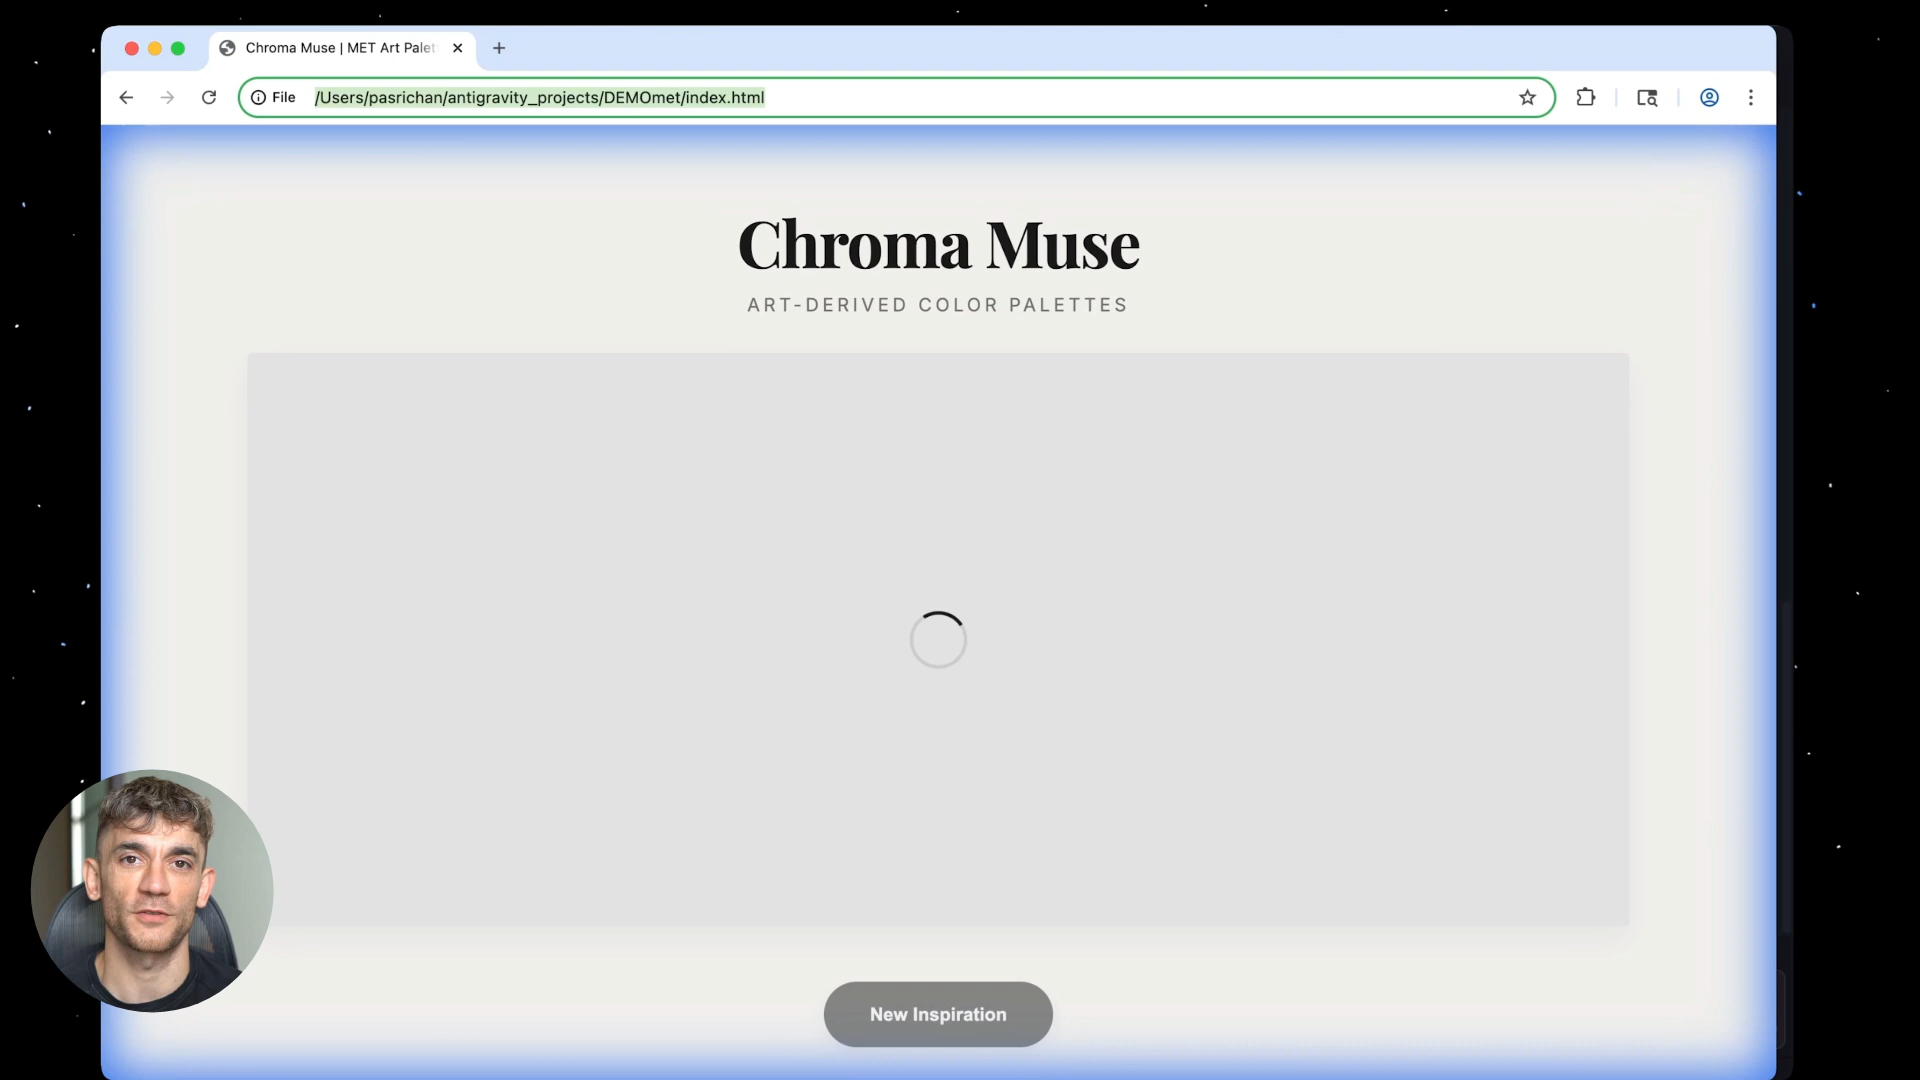 Chroma Muse | MET Art Palet
File /Users/pasrichan/antigravity_projects/DEMOmet/index.html
Chroma Muse
ART-DERIVED COLOR PALETTES
New Inspiration